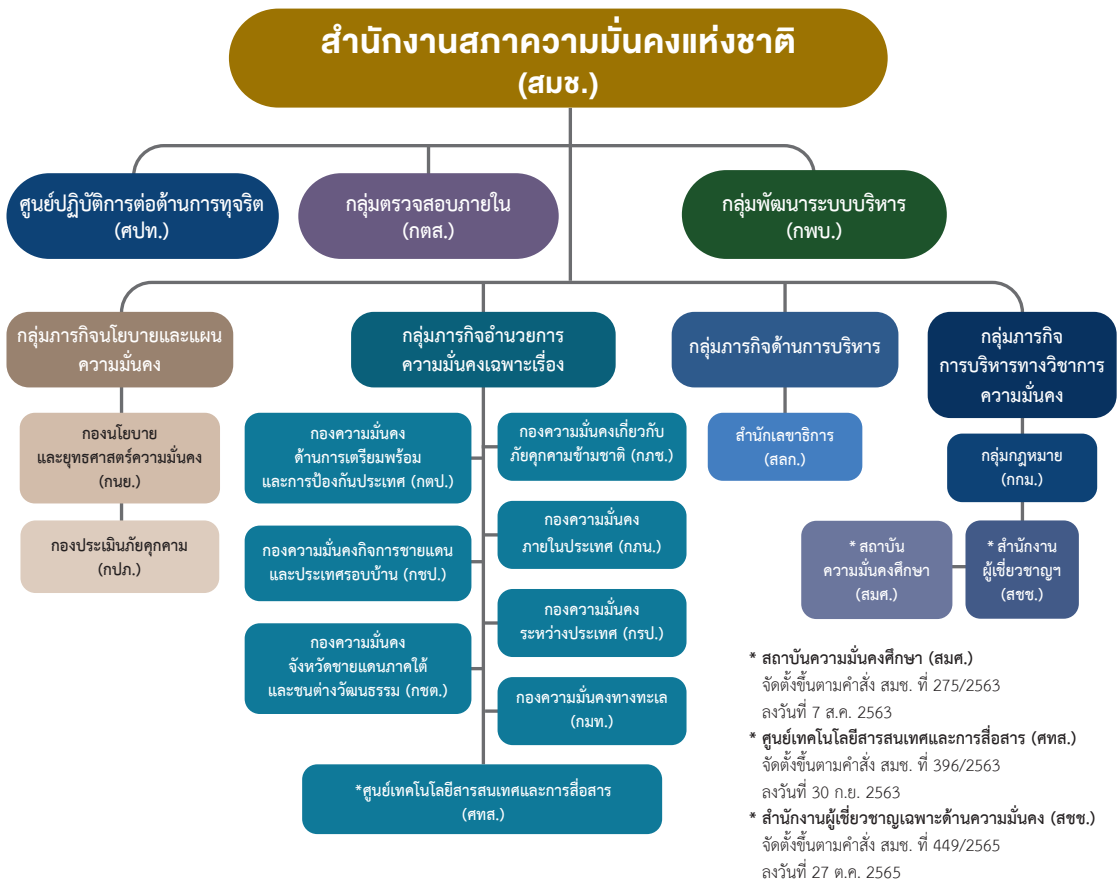 สำนักงานสภาความมั่นคงแห่งชาติ
(สมช.)
ศูนย์ปฏิบัติการต่อต้านการทุจริต
(ศปท.)
กลุ่มตรวจสอบภายใน
(กตส.)
กลุ่มพัฒนาระบบบริหาร
(กพบ.)
กลุ่มภารกิจนโยบายและแผน
ความมั่นคง
กลุ่มภารกิจอำนวยการ
ความมั่นคงเฉพาะเรื่อง
กลุ่มภารกิจด้านการบริหาร
กลุ่มภารกิจ
การบริหารทางวิชาการ
ความมั่นคง
กองนโยบาย
และยุทธศาสตร์ความมั่นคง
(กนย.)
กองประเมินภัยคุกคาม
(กปภ.)
กองความมั่นคง
ด้านการเตรียมพร้อม
และการป้องกันประเทศ (กตป.)
กองความมั่นคงเกี่ยวกับ
ภัยคุกคามข้ามชาติ (กภช.)
กองความมั่นคงกิจการชายแดน
และประเทศรอบบ้าน (กชป.)
กองความมั่นคง
ภายในประเทศ (กภน.)
กองความมั่นคง
จังหวัดชายแดนภาคใต้
และชนต่างวัฒนธรรม (กชต.)
กองความมั่นคง
ระหว่างประเทศ (กรป.)
กองความมั่นคงทางทะเล
(กมท.)
*ศูนย์เทคโนโลยีสารสนเทศและการสื่อสาร
(ศทส.)
สำนักเลขาธิการ
(สลก.)
กลุ่มกฎหมาย
(กกม.)
* สถาบัน
ความมั่นคงศึกษา
(สมศ.)
* สำนักงาน
ผู้เชี่ยวชาญฯ
(สชช.)
* สถาบันความมั่นคงศึกษา (สมศ.)
จัดตั้งขึ้นตามคำสั่ง สมช. ที่ 275/2563
ลงวันที่ 7 ส.ค. 2563
* ศูนย์เทคโนโลยีสารสนเทศและการสื่อสาร (ศทส.)
จัดตั้งขึ้นตามคำสั่ง สมช. ที่ 396/2563
ลงวันที่ 30 ก.ย. 2563
* สำนักงานผู้เชี่ยวชาญเฉพาะด้านความมั่นคง (สชช.)
จัดตั้งขึ้นตามคำสั่ง สมช. ที่ 449/2565
ลงวันที่ 27 ต.ค. 2565